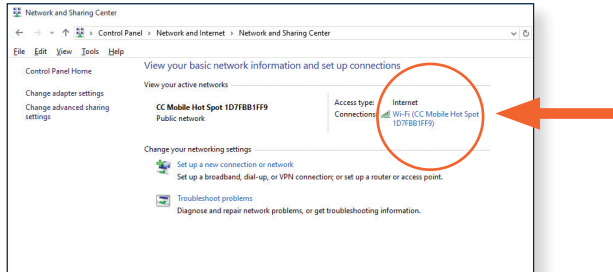 Network and Sharing Center
Control Panel > Network and Internet > Network and Sharing Center
File Edit View Tools Help
Control Panel Home
Change adapter settings
Change advanced sharing
settings
View your basic network information and set up connections
View your active networks
CC Mobile Hot Spot 1D7FBB1FF9
Public network
Access type: Internet
Connections: Wi-Fi (CC Mobile Hot Spot
1D7FBB1FF9)
Change your networking settings
Set up a new connection or network
Set up a broadband, dial-up, or VPN connection; or set up a router or access point.
Troubleshoot problems
Diagnose and repair network problems, or get troubleshooting information.